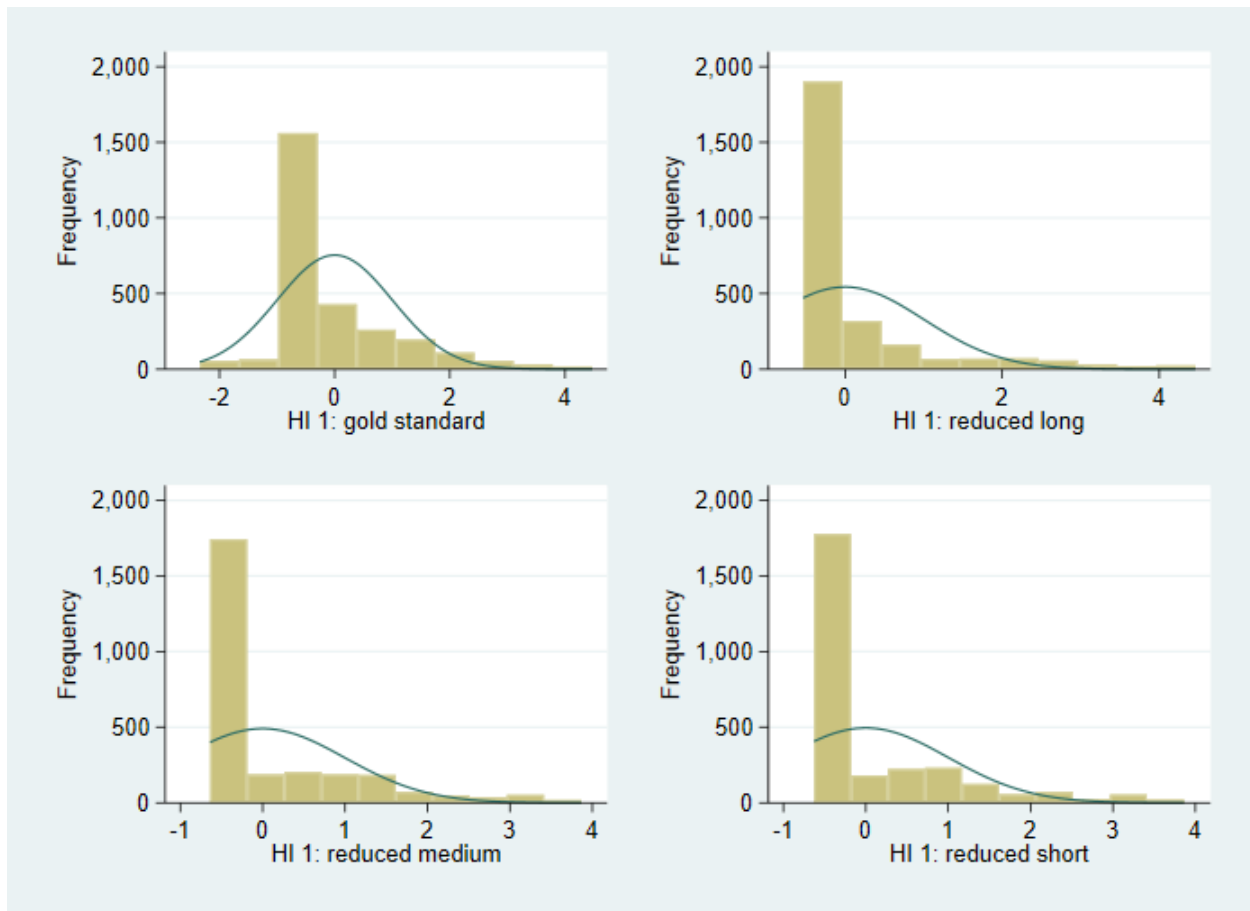 2,000
1,500
1,000
500
0
Frequency
-2 0 2 4
HI 1: gold standard
2,000
1,500
1,000
500
0
Frequency
0 2 4
HI 1: reduced long
2,000
1,500
1,000
500
0
Frequency
-1 0 1 2 3 4
HI 1: reduced medium
2,000
1,500
1,000
500
0
Frequency
-1 0 1 2 3 4
HI 1: reduced short